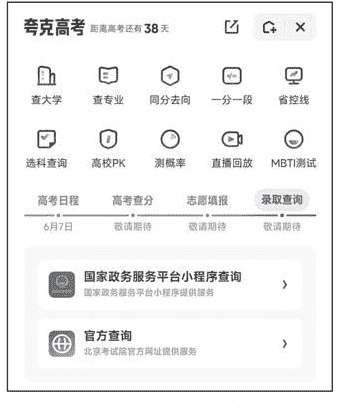 夸克高考 距离高考还有 38 天
查大学 查专业 同分去向 一分一段 省控线
选科查询 高校PK 测概率 直播回放 MBTI测试
高考日程 高考查分 志愿填报 录取查询
6月7日 敬请期待 敬请期待 敬请期待
国家政务服务平台小程序查询
国家政务服务平台小程序提供服务
官方查询
北京考试院官方网址提供服务